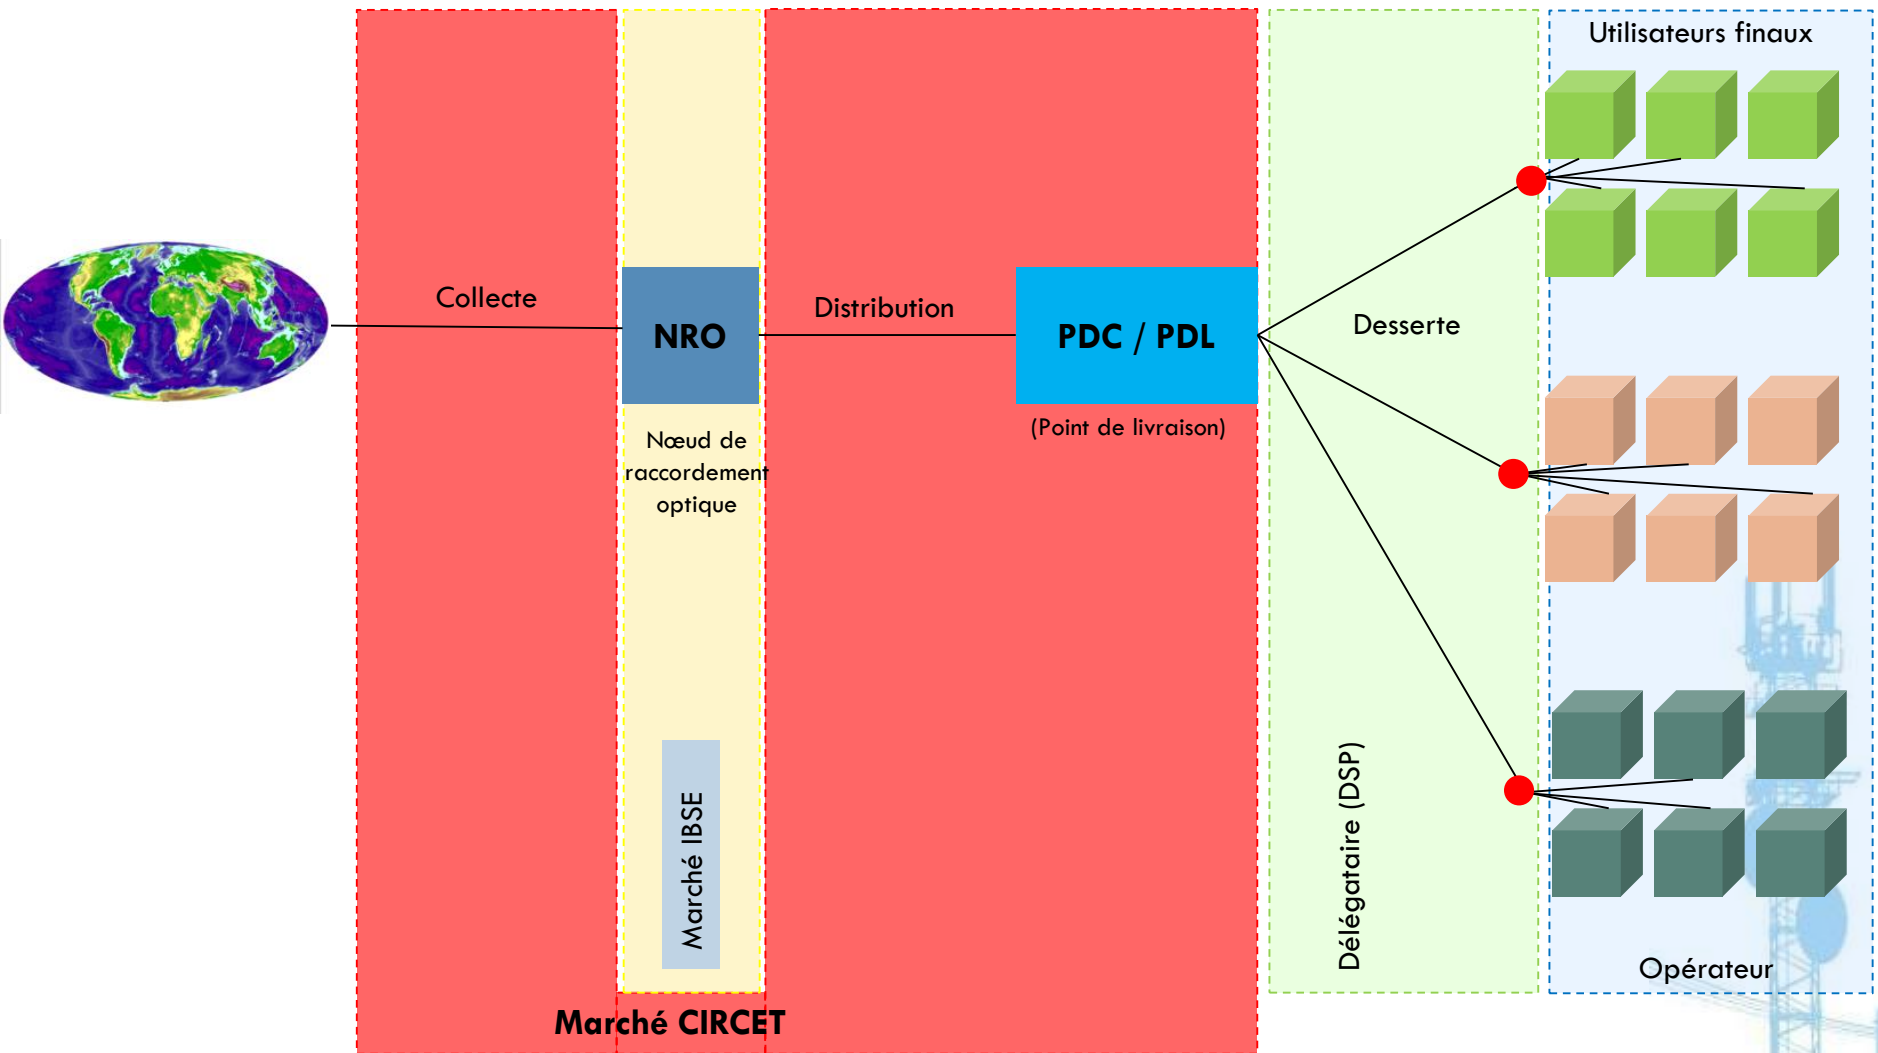 Utilisateurs finaux
Collecte
NRO
Distribution
PDC / PDL
Desserte
Nœud de
raccordement
optique
(Point de livraison)
Marché IBSE
Délégataire (DSP)
Opérateur
Marché CIRCET